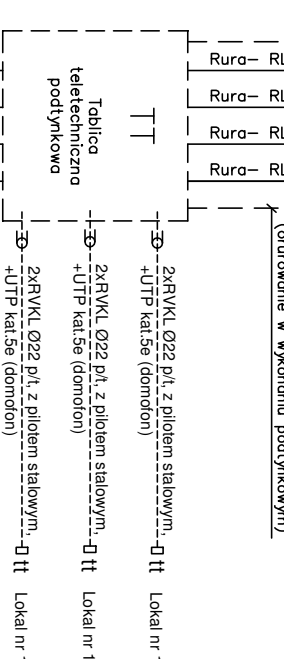 Rura- RL
Rura- RL
Rura- RL
Rura- RL
(orurowanie w wykonaniu podtynkowym)
TT
Tablica
teletechniczna
podtynkowa
2xRVKL Ø22 p/t, z pilotem stalowym,
+UTP kat.5e (domofon)
tt Lokal nr
2xRVKL Ø22 p/t, z pilotem stalowym,
+UTP kat.5e (domofon)
tt Lokal nr 1
2xRVKL Ø22 p/t, z pilotem stalowym,
+UTP kat.5e (domofon)
tt Lokal nr